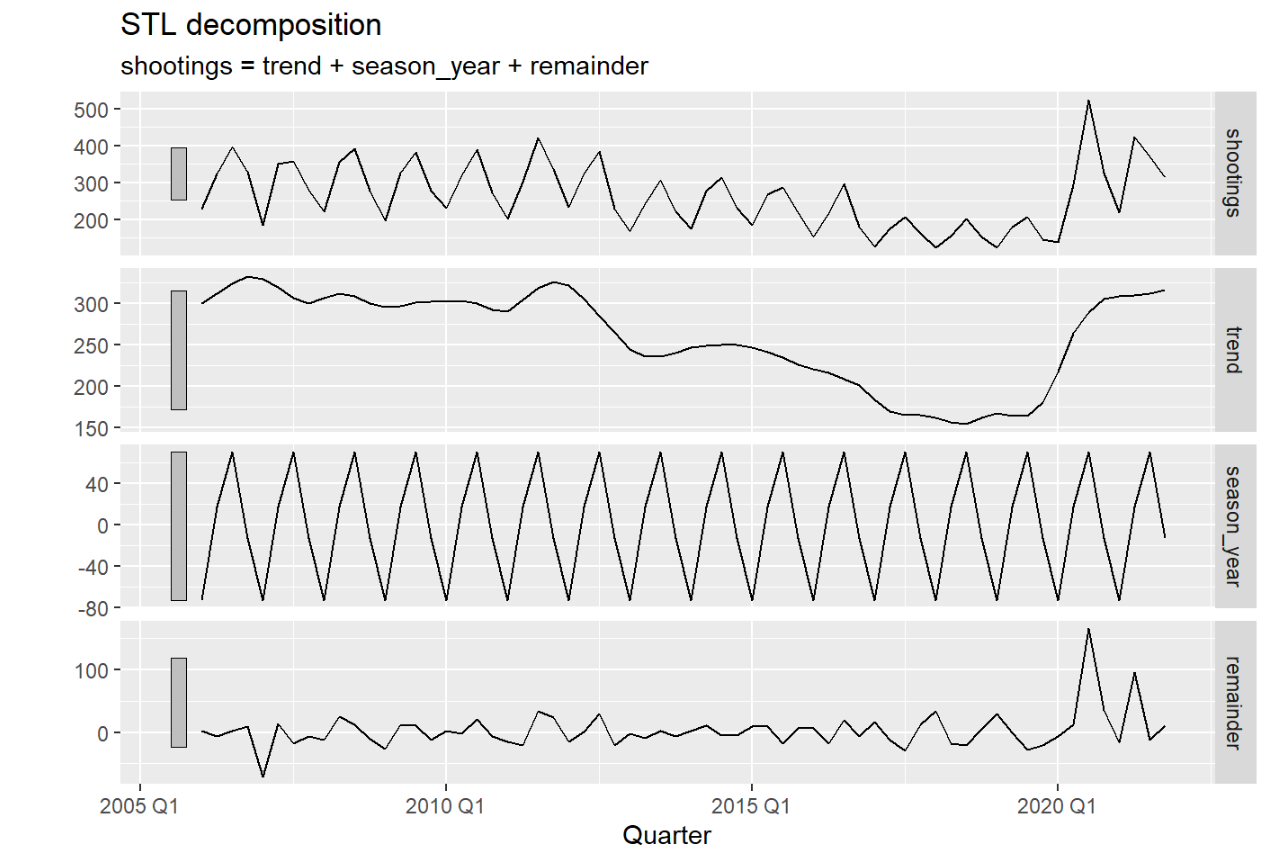 STL decomposition
shootings = trend + season_year + remainder
500
400
300
200
shootings
300
250
200
150
trend
40
0
-40
-80
season_year
100
0
remainder
2005 Q1
2010 Q1
2015 Q1
2020 Q1
Quarter